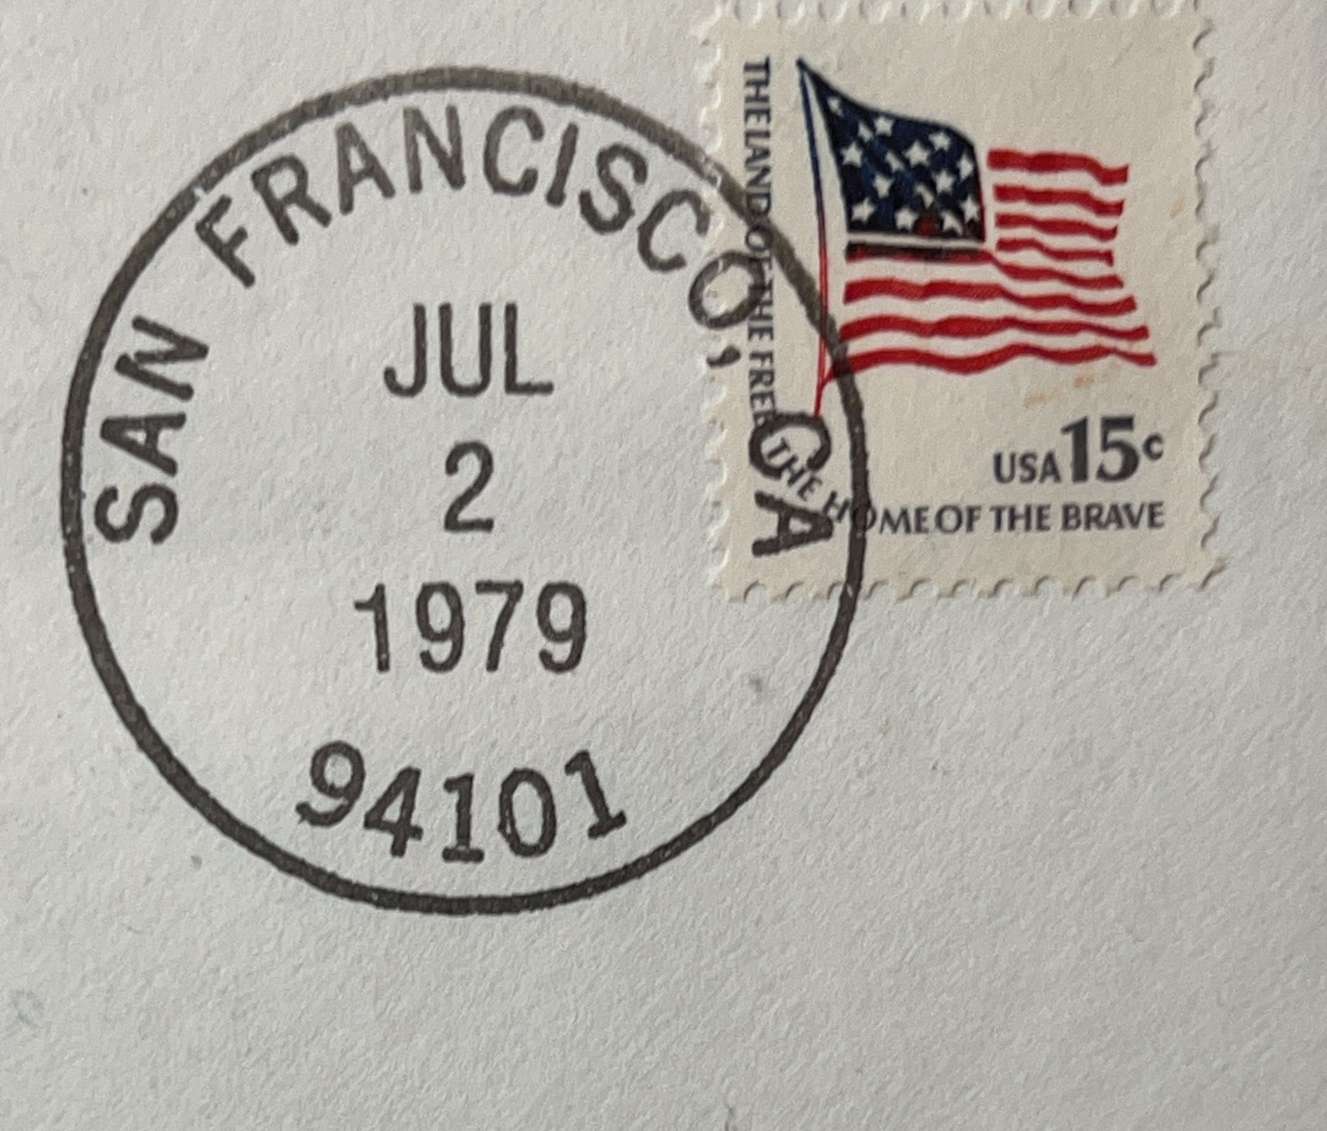 SAN FRANCISCO, CA
JUL
2
1979
94101
THE LAND OF THE FREE THE HOME OF THE BRAVE
USA 15c